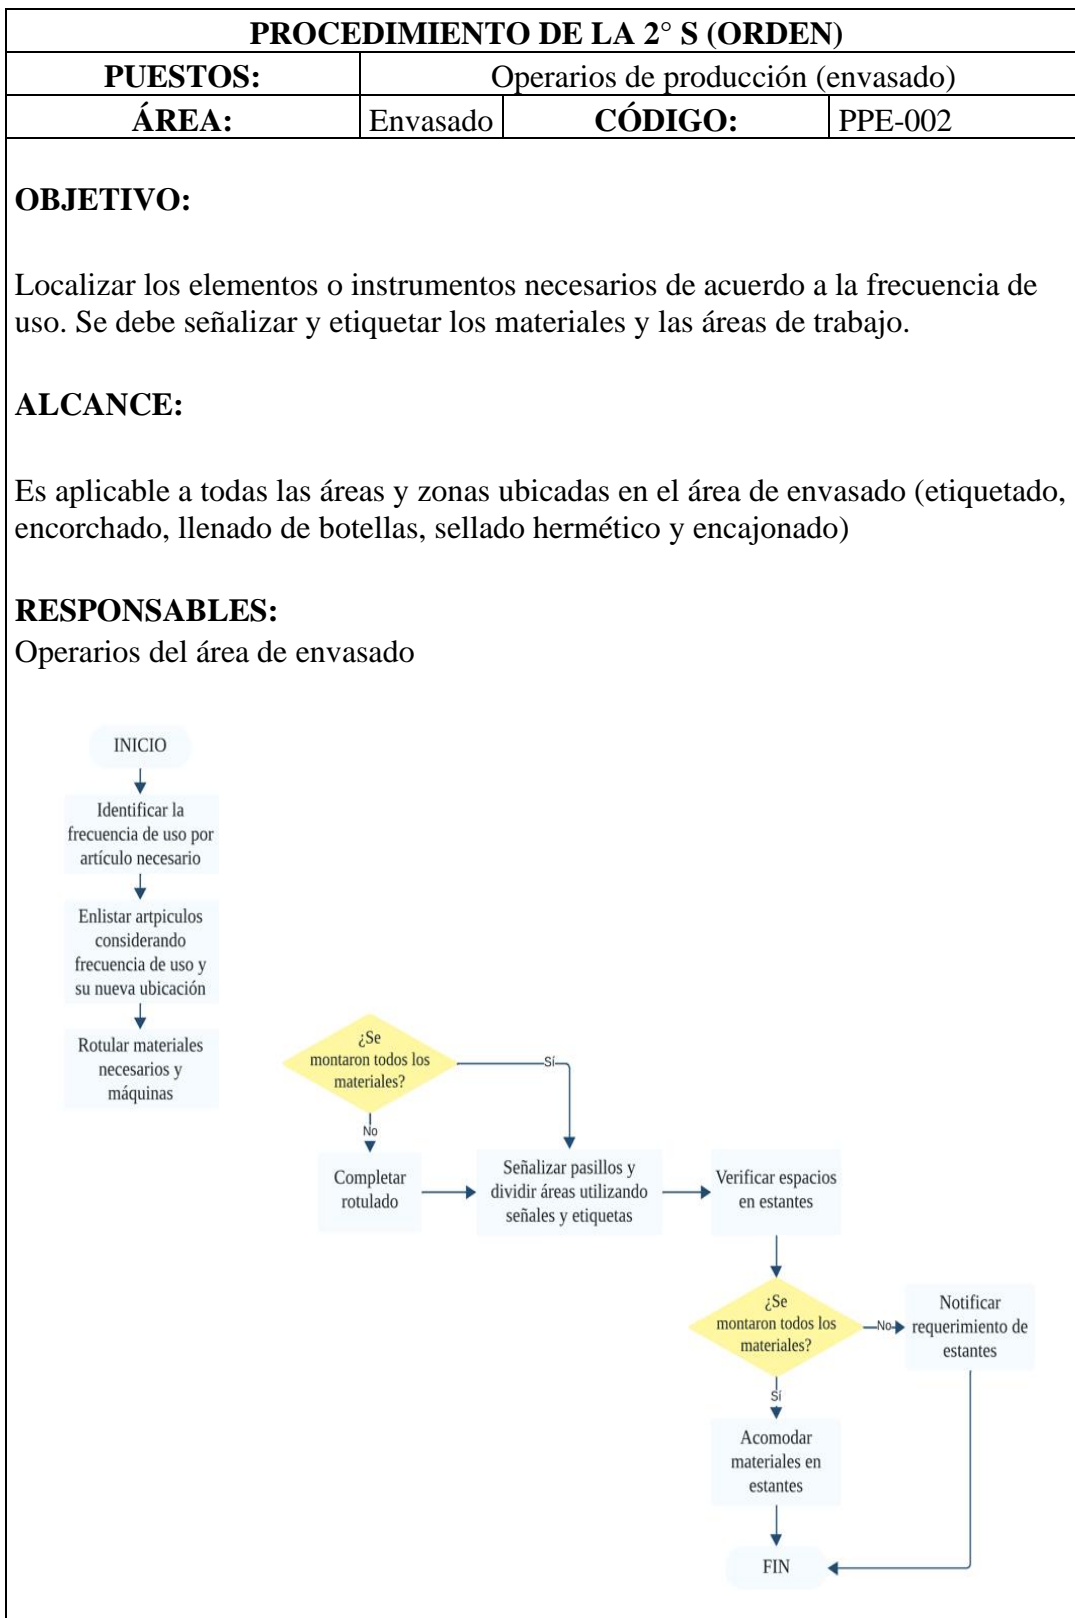 PROCEDIMIENTO DE LA 2° S (ORDEN)
PUESTOS: Operarios de producción (envasado)
ÁREA: Envasado CÓDIGO: PPE-002
OBJETIVO:
Localizar los elementos o instrumentos necesarios de acuerdo a la frecuencia de
uso. Se debe señalizar y etiquetar los materiales y las áreas de trabajo.
ALCANCE:
Es aplicable a todas las áreas y zonas ubicadas en el área de envasado (etiquetado,
encorchado, llenado de botellas, sellado hermético y encajonado)
RESPONSABLES:
Operarios del área de envasado
INICIO
Identificar la
frecuencia de uso por
artículo necesario
Enlistar artpiculos
considerando
frecuencia de uso y
su nueva ubicación
Rotular materiales
necesarios y
máquinas
¿Se
montaron todos los
materiales?
Sí
No
Completar
rotulado
Señalizar pasillos y
dividir áreas utilizando
señales y etiquetas
Verificar espacios
en estantes
¿Se
montaron todos los
materiales?
No
Notificar
requerimiento de
estantes
Sí
Acomodar
materiales en
estantes
FIN